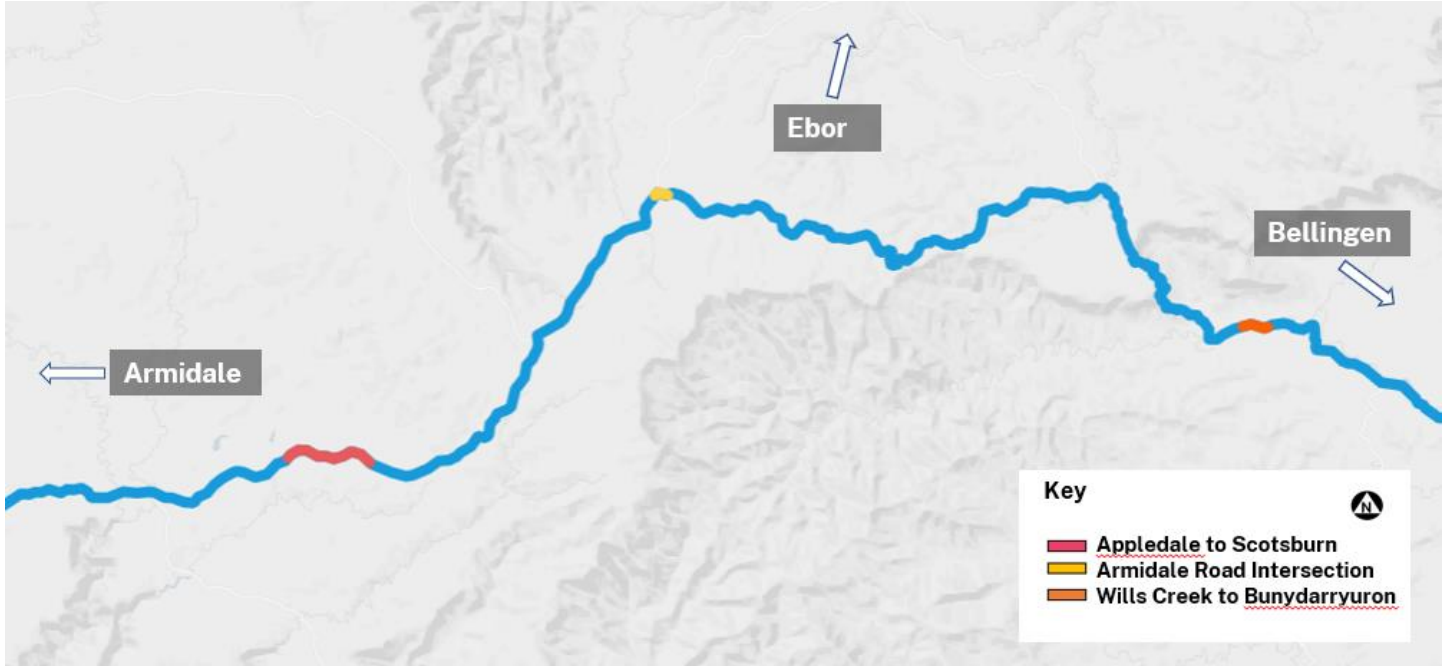 Ebor
Bellingen
Armidale
Key
N
Appledale to Scotsburn
Armidale Road Intersection
Wills Creek to Bunydarryuron